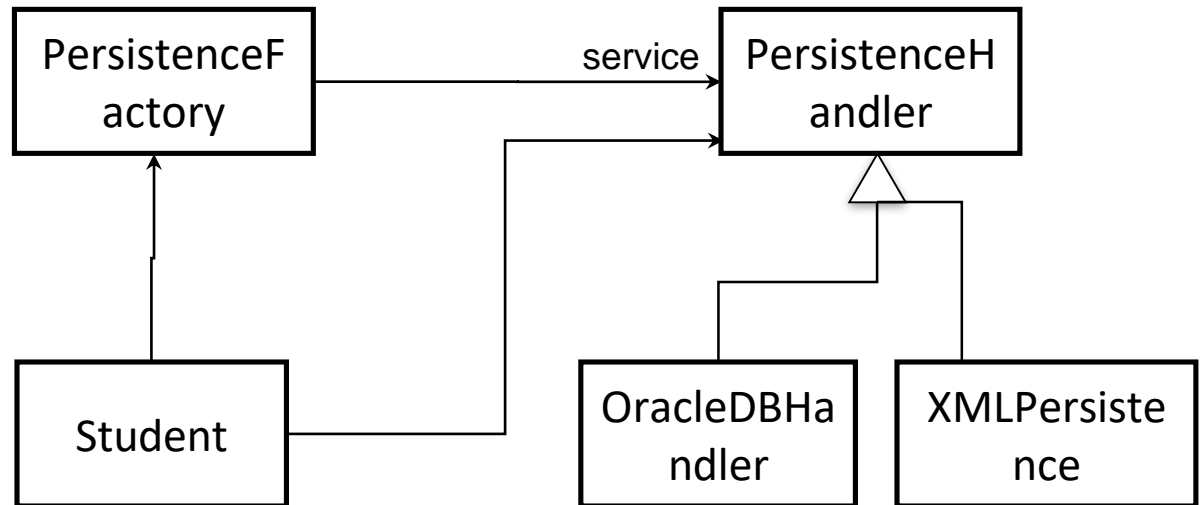 PersistenceF
actory
service
PersistenceH
andler
Student
OracleDBHa
ndler
XMLPersiste
nce